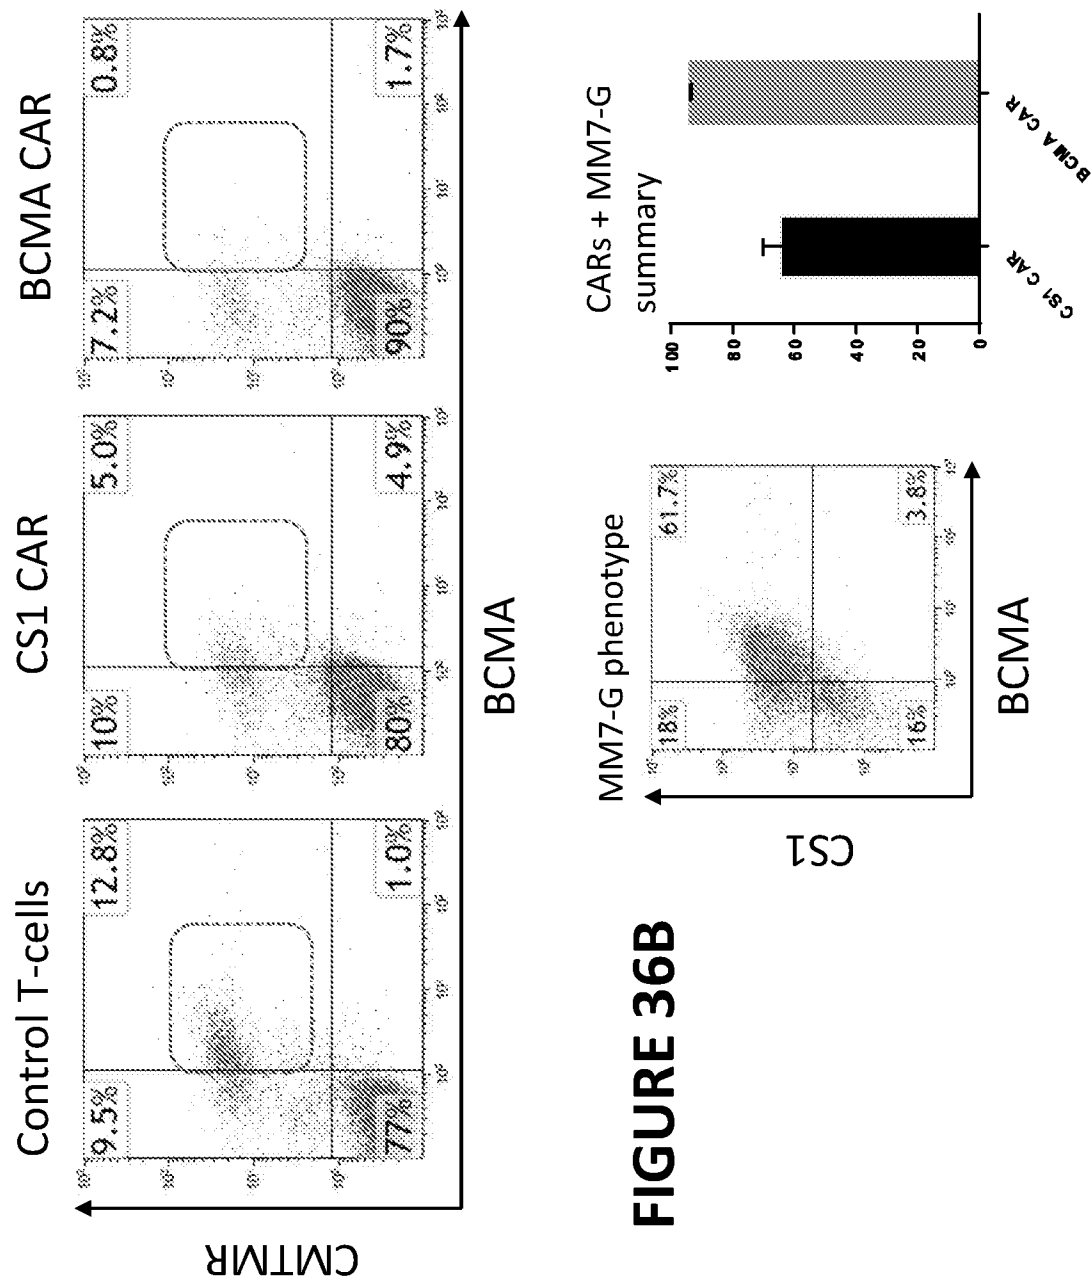 Control T-cells
CS1 CAR
BCMA CAR
9.5%
12.8%
77%
1.0%
10%
5.0%
80%
4.9%
7.2%
0.8%
90%
1.7%
CMTMR
BCMA
MM7-G phenotype
18%
61.7%
16%
3.8%
CS1
BCMA
CARs + MM7-G
summary
100
80
60
40
20
0
CS1 CAR
BCMA CAR
FIGURE 36B